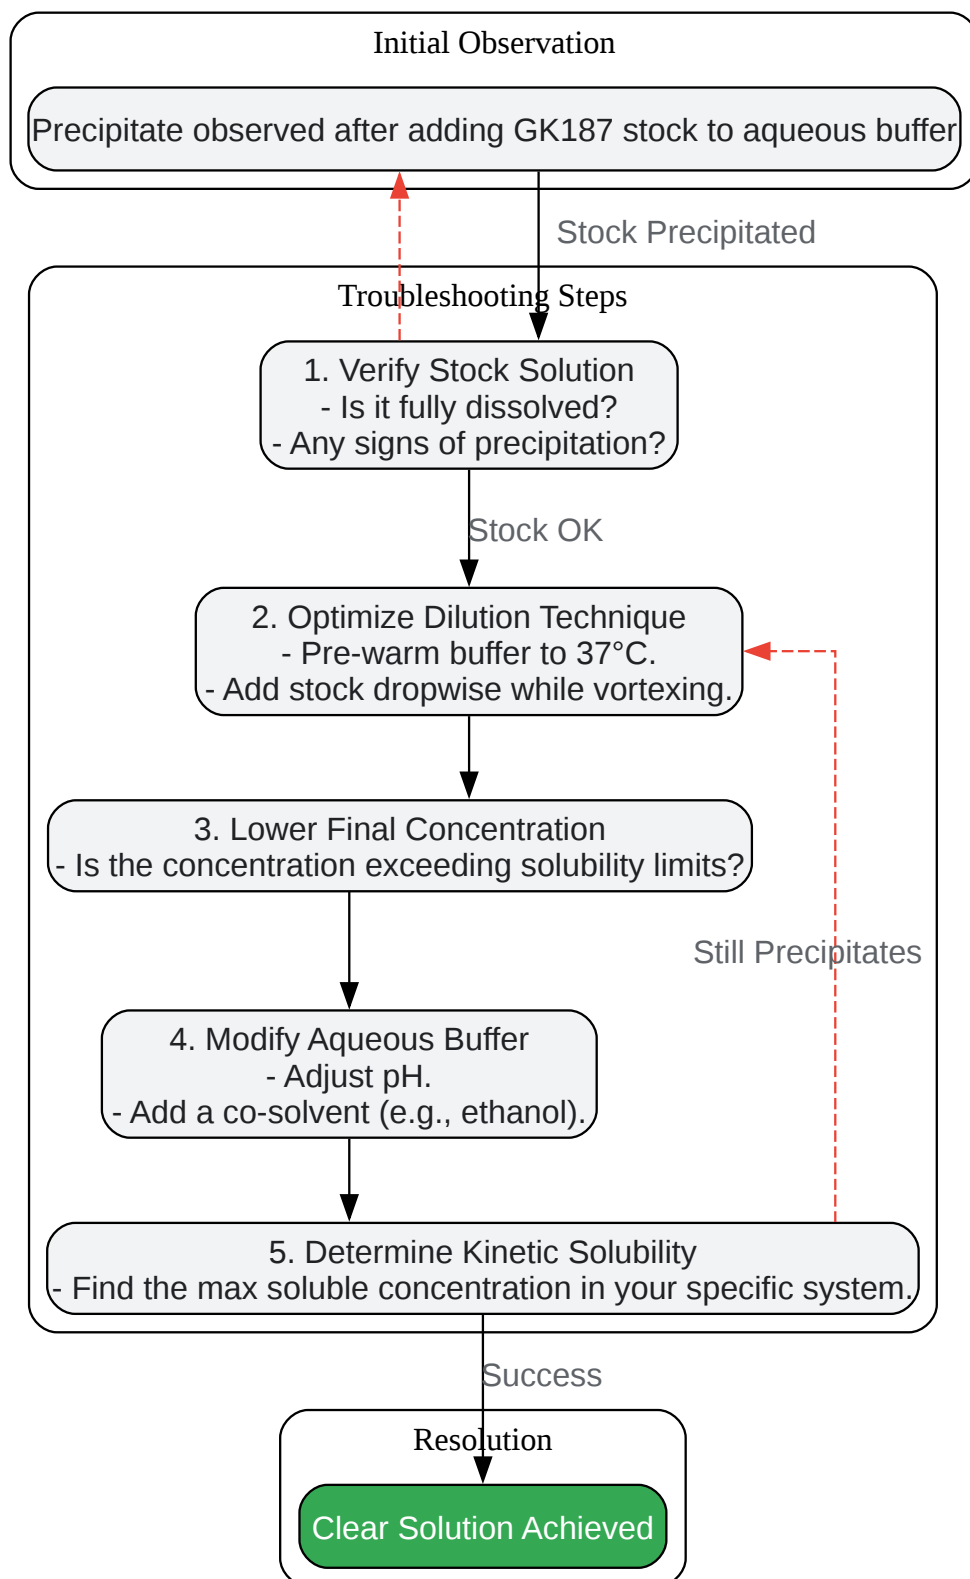 Initial Observation
Precipitate observed after adding GK187 stock to aqueous buffer
Stock Precipitated
Troubleshooting Steps
1. Verify Stock Solution
- Is it fully dissolved?
- Any signs of precipitation?
Stock OK
2. Optimize Dilution Technique
- Pre-warm buffer to 37°C.
- Add stock dropwise while vortexing.
3. Lower Final Concentration
- Is the concentration exceeding solubility limits?
Still Precipitates
4. Modify Aqueous Buffer
- Adjust pH.
- Add a co-solvent (e.g., ethanol).
5. Determine Kinetic Solubility
- Find the max soluble concentration in your specific system.
Success
Resolution
Clear Solution Achieved